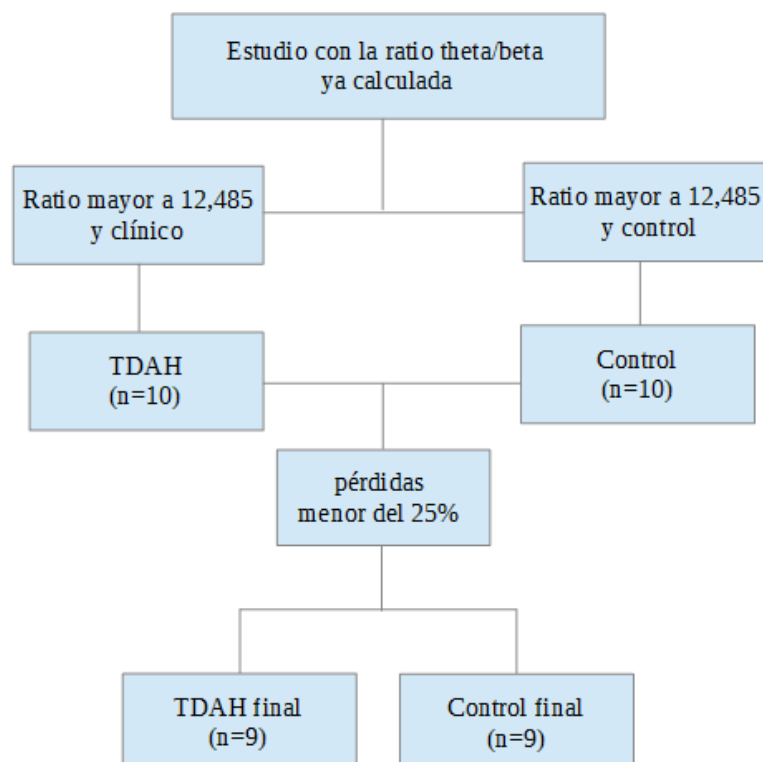 Estudio con la ratio theta/beta
ya calculada
Ratio mayor a 12,485
y clínico
Ratio mayor a 12,485
y control
TDAH
(n=10)
Control
(n=10)
pérdidas
menor del 25%
TDAH final
(n=9)
Control final
(n=9)